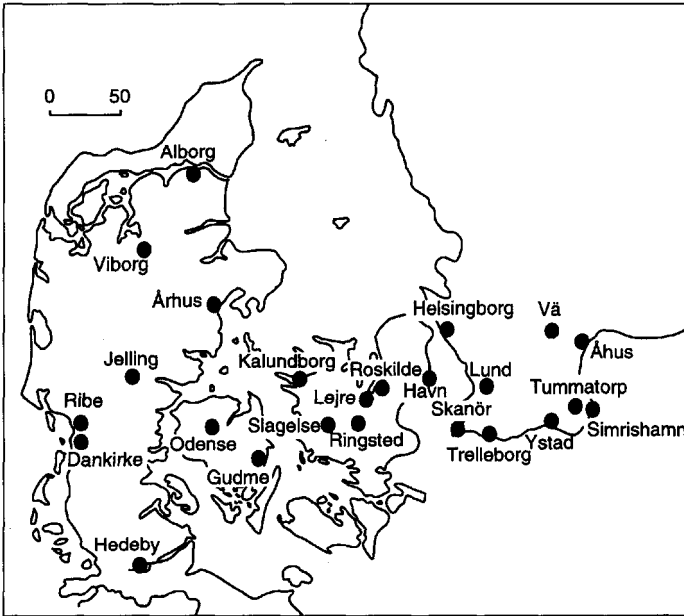 0 50
Alborg
Viborg
Århus
Helsingborg
Vä
Åhus
Jelling
Kalundborg
Roskilde
Havn
Lund
Lejre
Tummatorp
Ribe
Skanör
Slagelse
Simrishamn
Odense
Ringsted
Ystad
Trelleborg
Dankirke
Gudme
Hedeby